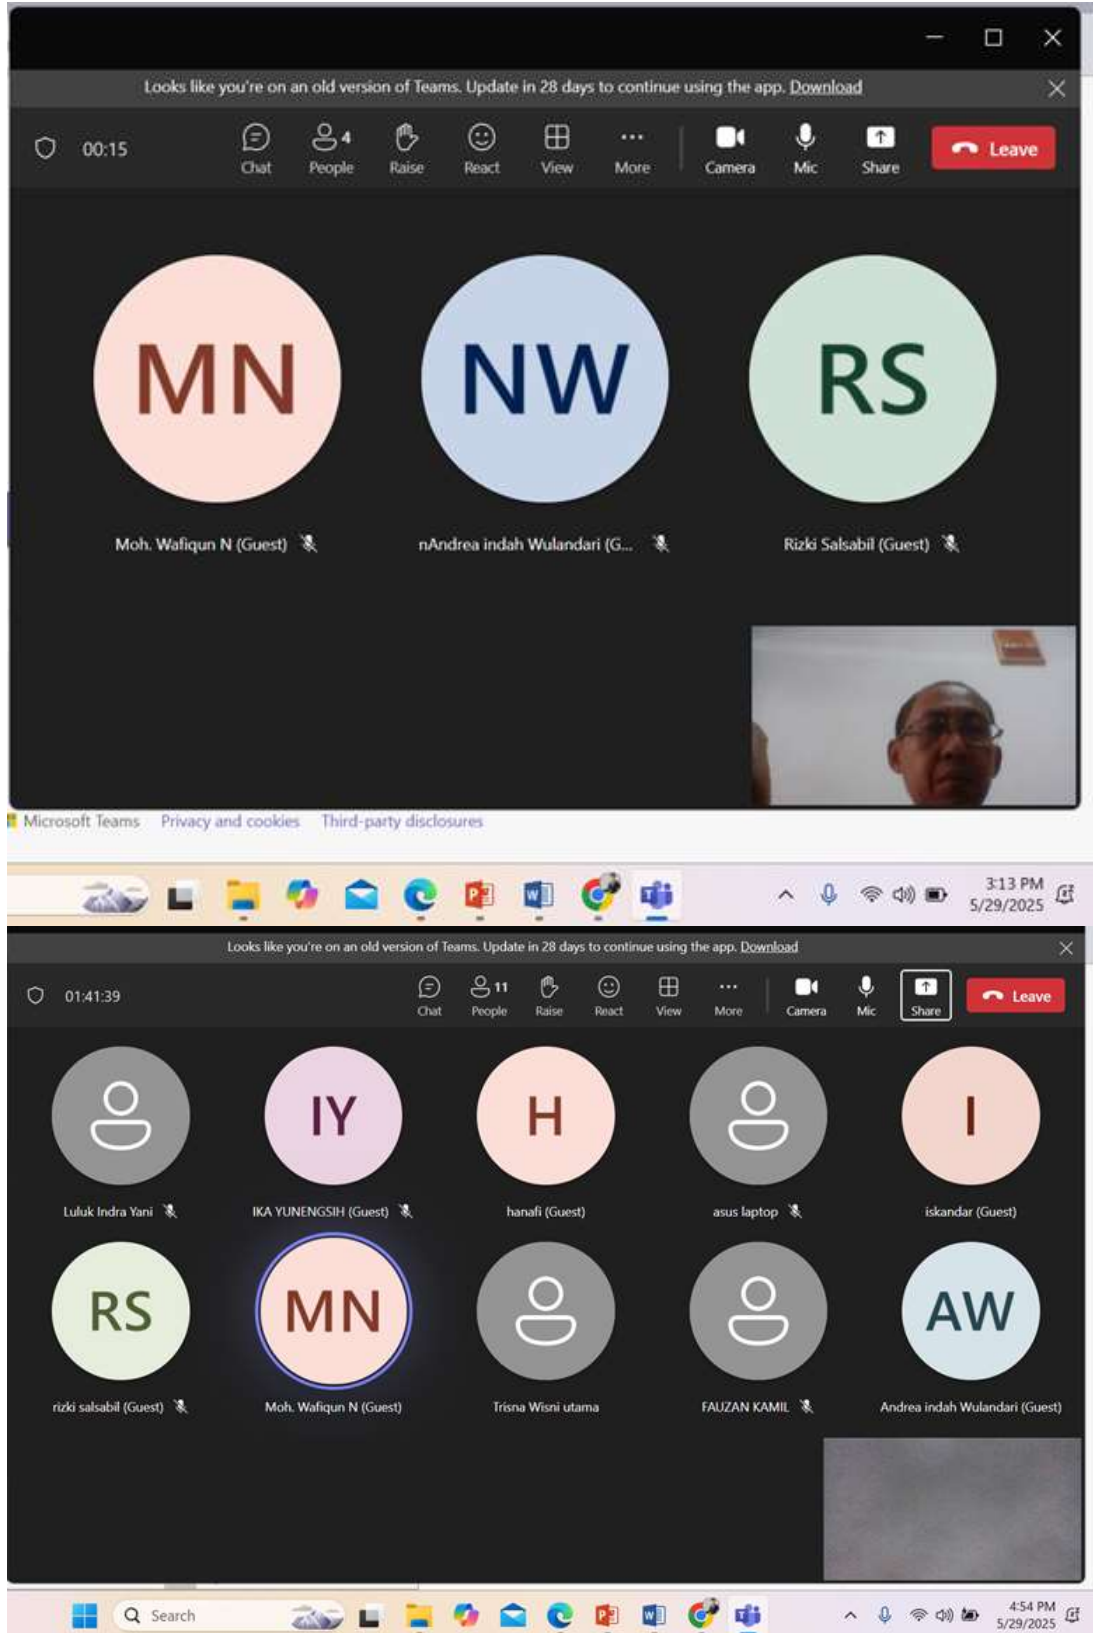 Looks like you're on an old version of Teams. Update in 28 days to continue using the app. Download
00:15
4
Chat People Raise React View More Camera Mic Share Leave
MN NW RS
Moh. Wafiqun N (Guest) nAndrea indah Wulandari (G... Rizki Salsabil (Guest)
Microsoft Teams Privacy and cookies Third-party disclosures
3:13 PM
5/29/2025
Looks like you're on an old version of Teams. Update in 28 days to continue using the app. Download
01:41:39
11
Chat People Raise React View More Camera Mic Share Leave
IY H I
Luluk Indra Yani IKA YUNENGSIH (Guest) hanafi (Guest) asus laptop iskandar (Guest)
RS MN AW
rizki salsabil (Guest) Moh. Wafiqun N (Guest) Trisna Wisni utama FAUZAN KAMIL Andrea indah Wulandari (Guest)
Search
4:54 PM
5/29/2025